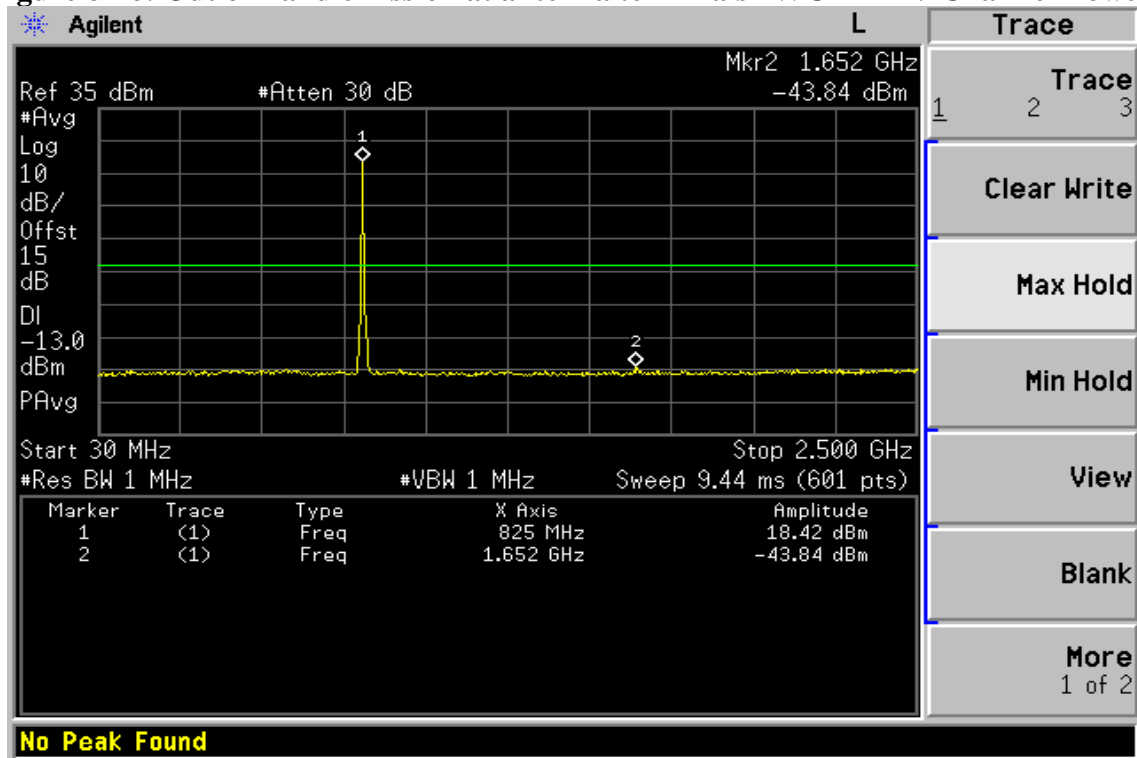 Agilent L Trace
Mkr2 1.652 GHz
Ref 35 dBm #Atten 30 dB -43.84 dBm
#Avg
Log
10
dB/
Offst
15
dB
DI
-13.0
dBm
PAvg
1
2
Start 30 MHz Stop 2.500 GHz
#Res BW 1 MHz #VBW 1 MHz Sweep 9.44 ms (601 pts)
Marker Trace Type X Axis Amplitude
1 (1) Freq 825 MHz 18.42 dBm
2 (1) Freq 1.652 GHz -43.84 dBm
Trace
1 2 3
Clear Write
Max Hold
Min Hold
View
Blank
More
1 of 2
No Peak Found